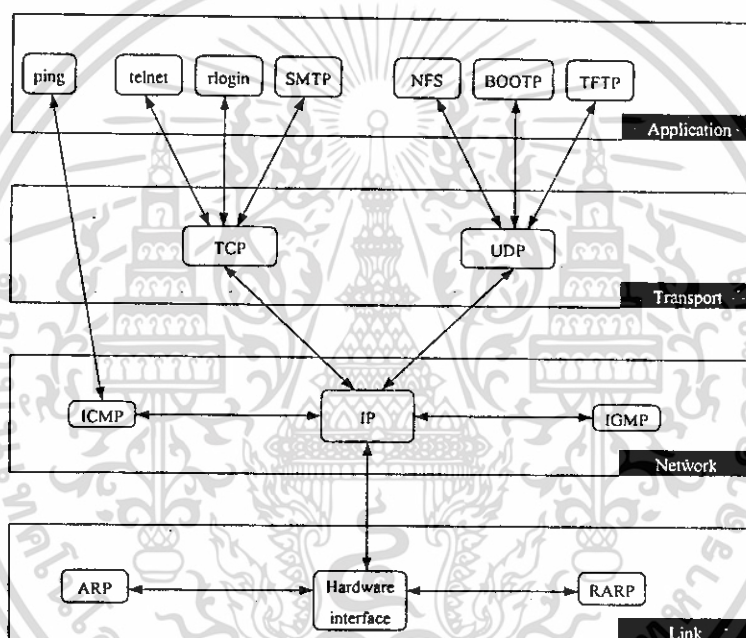 ping
telnet
rlogin
SMTP
NFS
BOOTP
TFTP
Application
TCP
UDP
Transport
ICMP
IP
IGMP
Network
ARP
Hardware
interface
RARP
Link